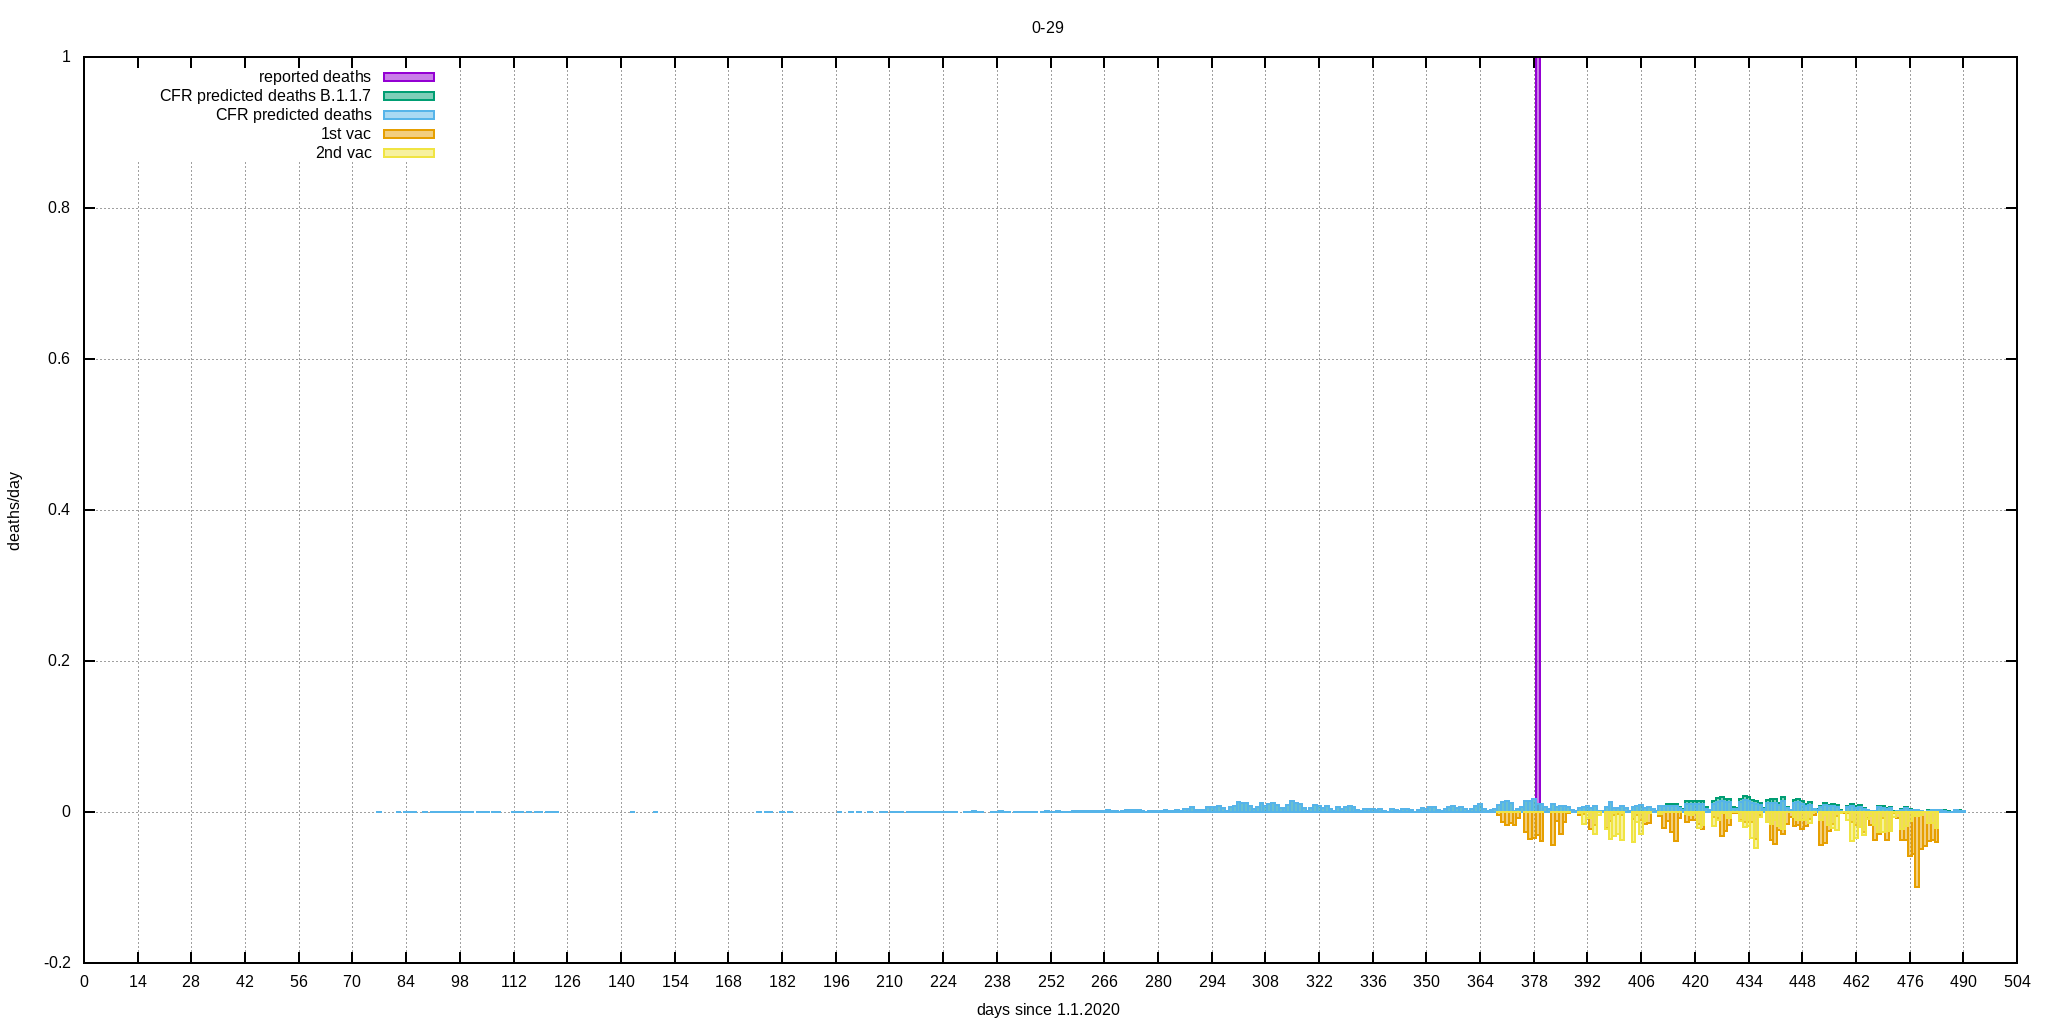 0-29
1
reported deaths
CFR predicted deaths B.1.1.7
CFR predicted deaths
1st vac
2nd vac
0.8
0.6
0.4
deaths/day
0.2
0
-0.2
0 14 28 42 56 70 84 98 112 126 140 154 168 182 196 210 224 238 252 266 280 294 308 322 336 350 364 378 392 406 420 434 448 462 476 490 504
days since 1.1.2020